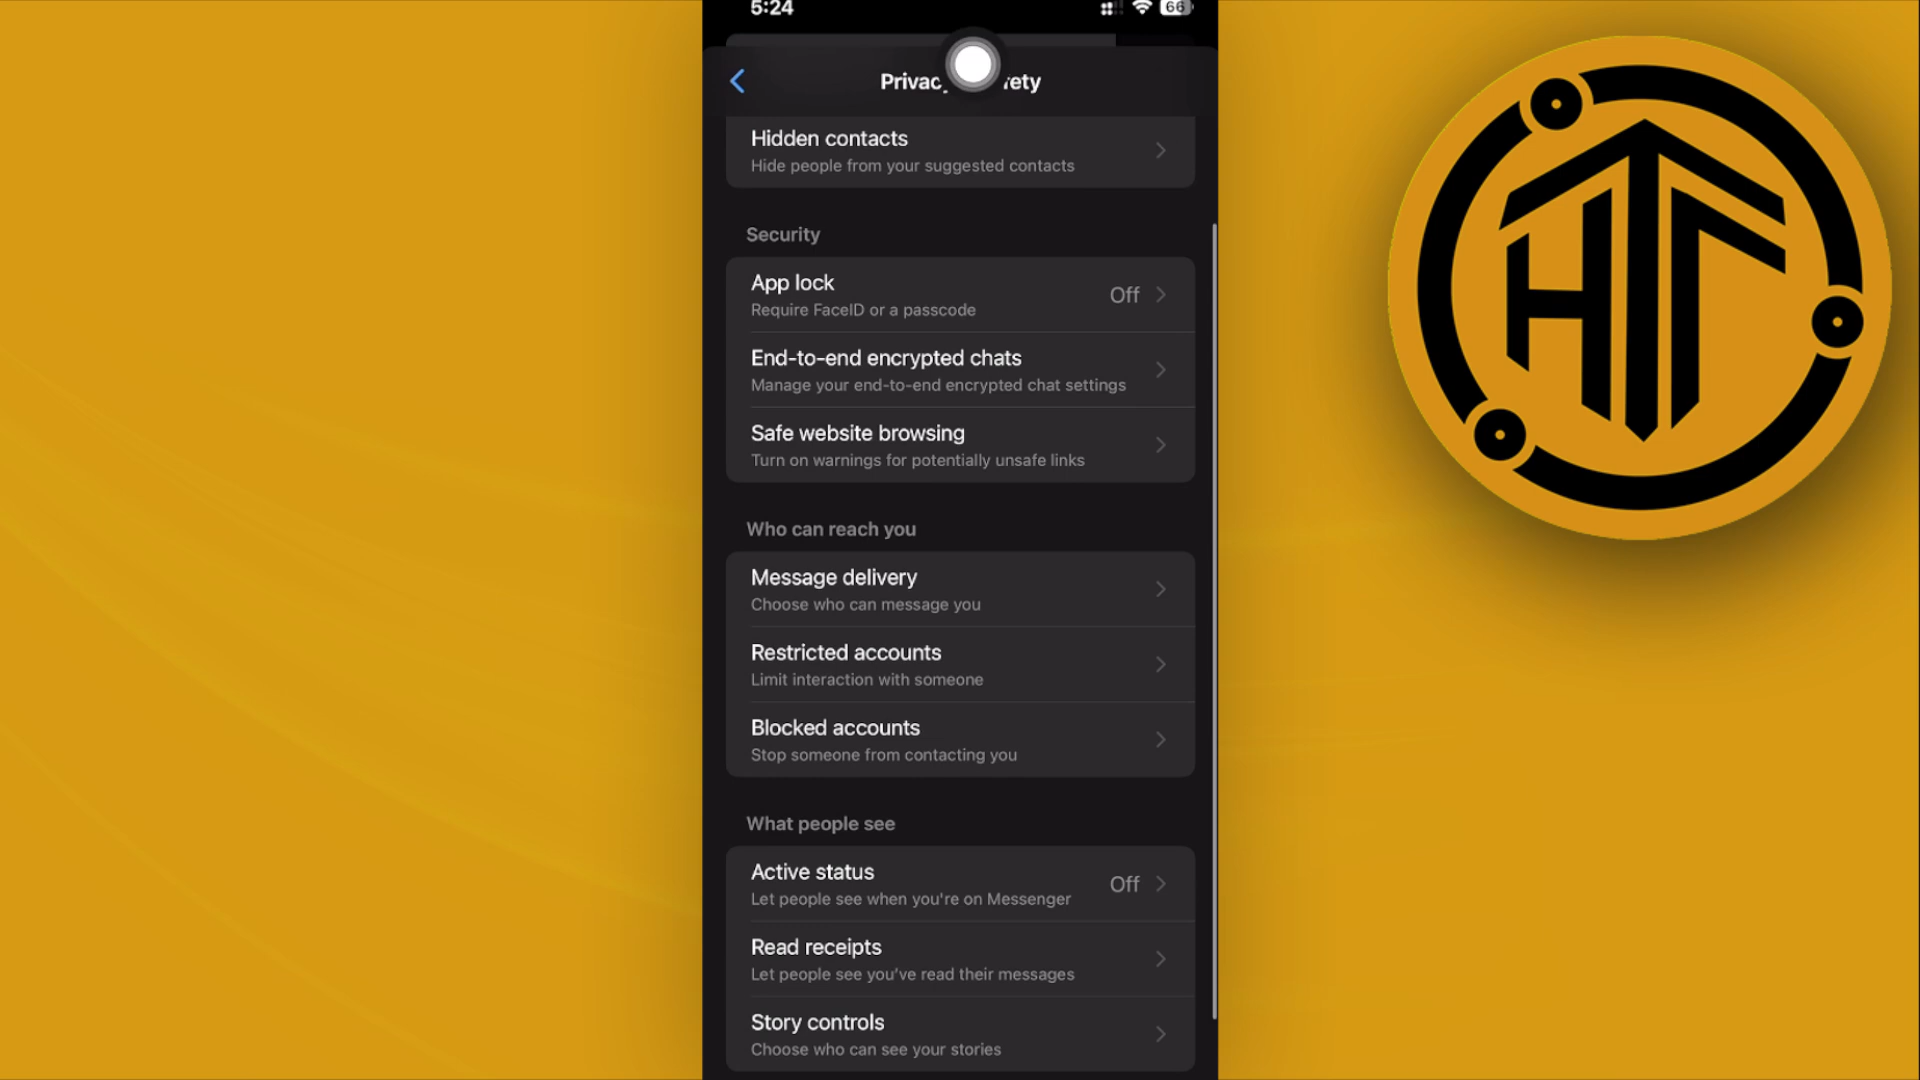 5:24
66
Privacy ety
Hidden contacts
Hide people from your suggested contacts
Security
App lock
Off
Require FaceID or a passcode
End-to-end encrypted chats
Manage your end-to-end encrypted chat settings
Safe website browsing
Turn on warnings for potentially unsafe links
Who can reach you
Message delivery
Choose who can message you
Restricted accounts
Limit interaction with someone
Blocked accounts
Stop someone from contacting you
What people see
Active status
Off
Let people see when you're on Messenger
Read receipts
Let people see you've read their messages
Story controls
Choose who can see your stories
HTT